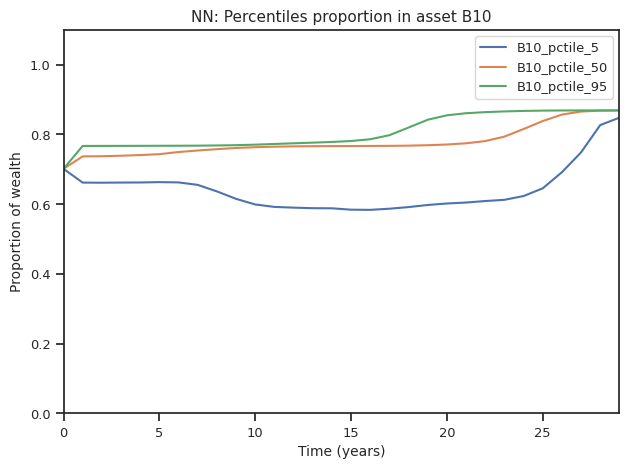 NN: Percentiles proportion in asset B10
B10_pctile_5
B10_pctile_50
B10_pctile_95
Proportion of wealth
1.0
0.8
0.6
0.4
0.2
0.0
0 5 10 15 20 25
Time (years)